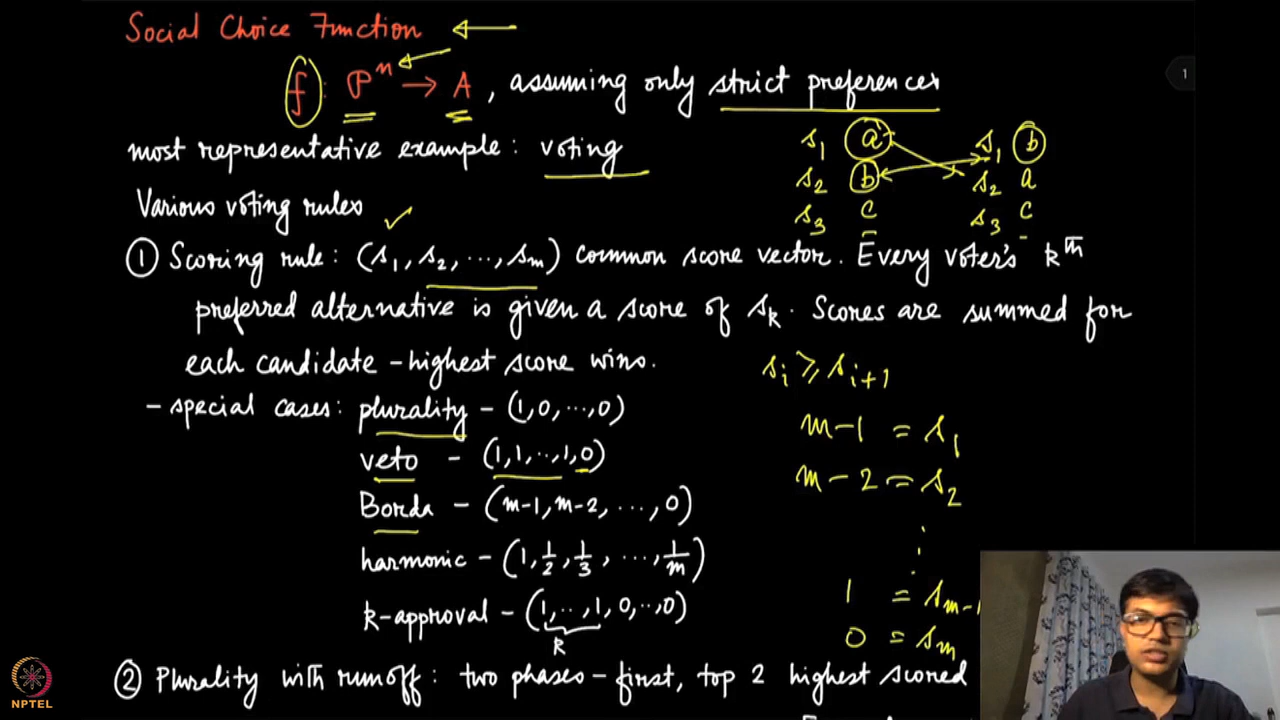 Social Choice Function
f : ℙⁿ → A, assuming only strict preferences
most representative example: voting
s₁ a s₁ b
s₂ b s₂ a
s₃ c s₃ c
Various voting rules
① Scoring rule: (s₁, s₂, ..., sₘ) common score vector. Every voter's kᵗʰ
preferred alternative is given a score of sₖ. Scores are summed for
each candidate - highest score wins.
sᵢ ⩾ sᵢ₊₁
- special cases: plurality - (1,0,...,0)
m-1 = s₁
veto - (1,1,..,1,0)
m-2 = s₂
Borda - (m-1, m-2, ..., 0)
⋮
harmonic - (1, 1/2, 1/3, ..., 1/m)
1 = sₘ₋₁
k-approval - (1,..,1,0,..,0)
k
0 = sₘ
② Plurality with runoff: two phases - first, top 2 highest scored
1
NPTEL